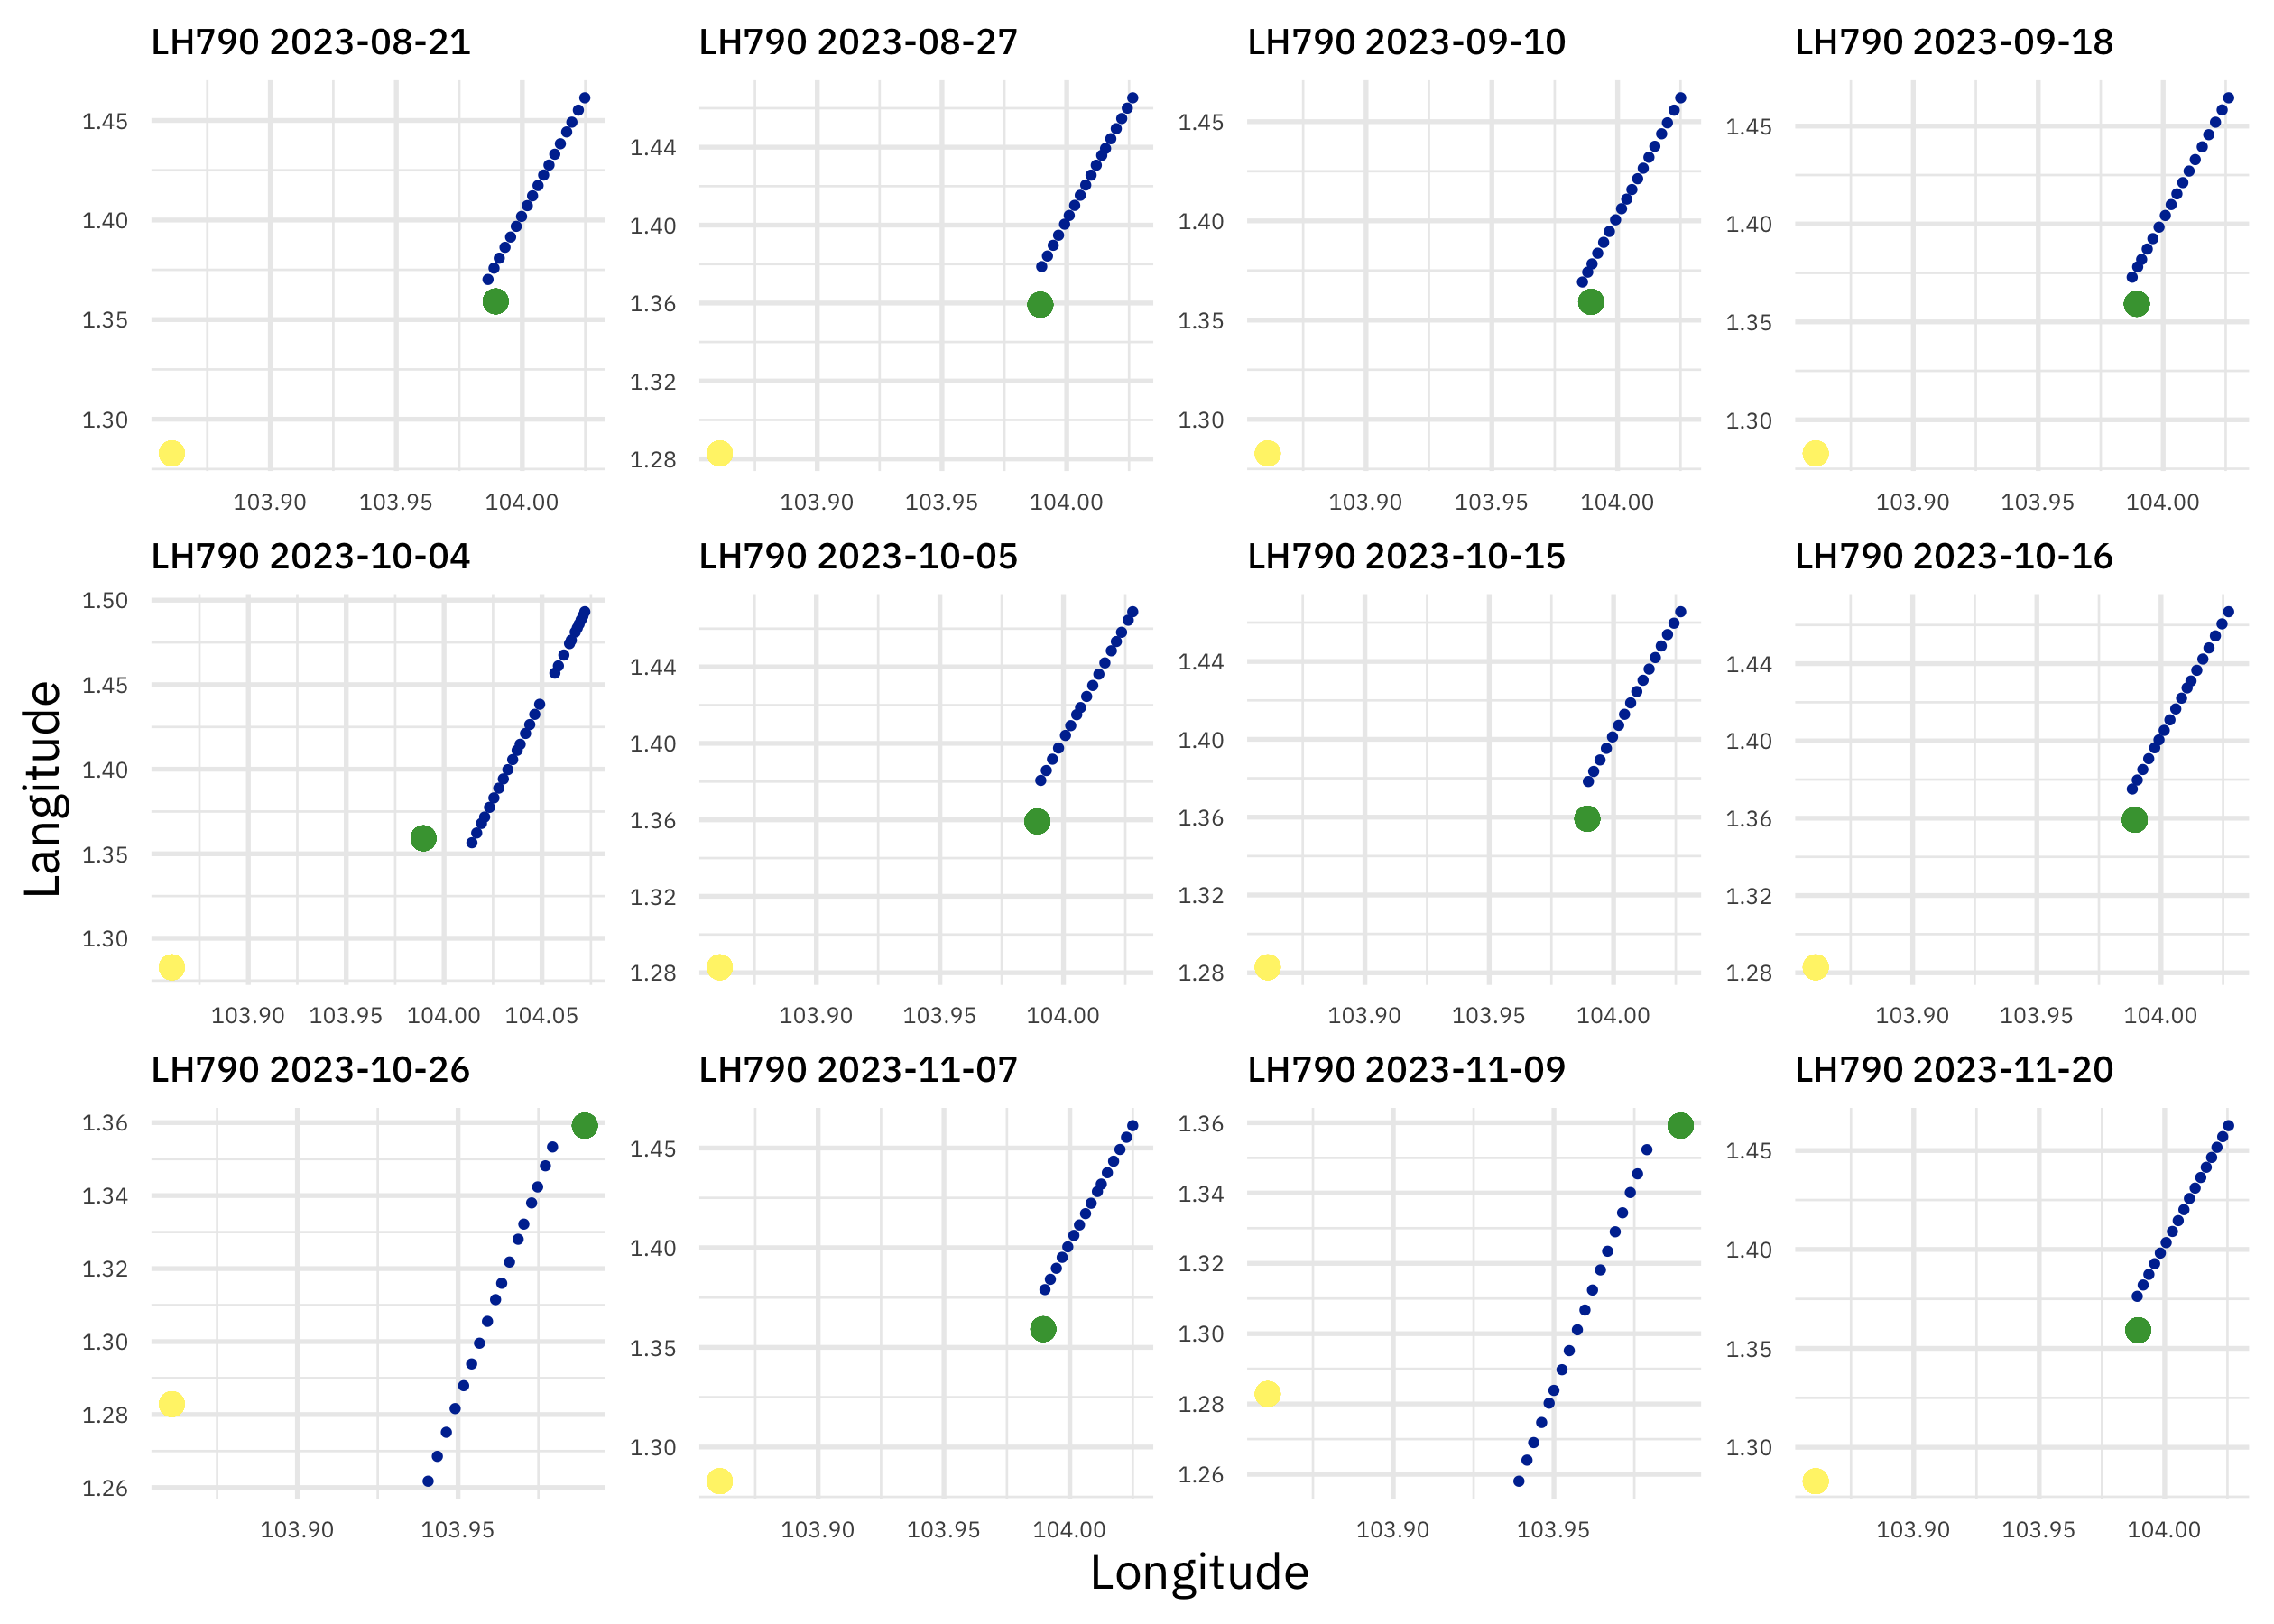 LH790 2023-08-21 LH790 2023-08-27 LH790 2023-09-10 LH790 2023-09-18
1.45 1.44 1.45 1.45
1.40 1.40 1.40 1.40
1.35 1.36 1.35 1.35
1.30 1.32 1.30 1.30
1.28
103.90 103.95 104.00 103.90 103.95 104.00 103.90 103.95 104.00 103.90 103.95 104.00
LH790 2023-10-04 LH790 2023-10-05 LH790 2023-10-15 LH790 2023-10-16
1.50
1.45 1.44 1.44 1.44
1.40 1.40 1.40 1.40
1.35 1.36 1.36 1.36
1.30 1.32 1.32 1.32
1.28 1.28 1.28
103.90 103.95 104.00 104.05 103.90 103.95 104.00 103.90 103.95 104.00 103.90 103.95 104.00
Langitude
LH790 2023-10-26 LH790 2023-11-07 LH790 2023-11-09 LH790 2023-11-20
1.36 1.45 1.36 1.45
1.34 1.40 1.34 1.40
1.32 1.35 1.32 1.35
1.30 1.30 1.30 1.30
1.28 1.28
1.26 1.26
103.90 103.95 103.90 103.95 104.00 103.90 103.95 103.90 103.95 104.00
Longitude